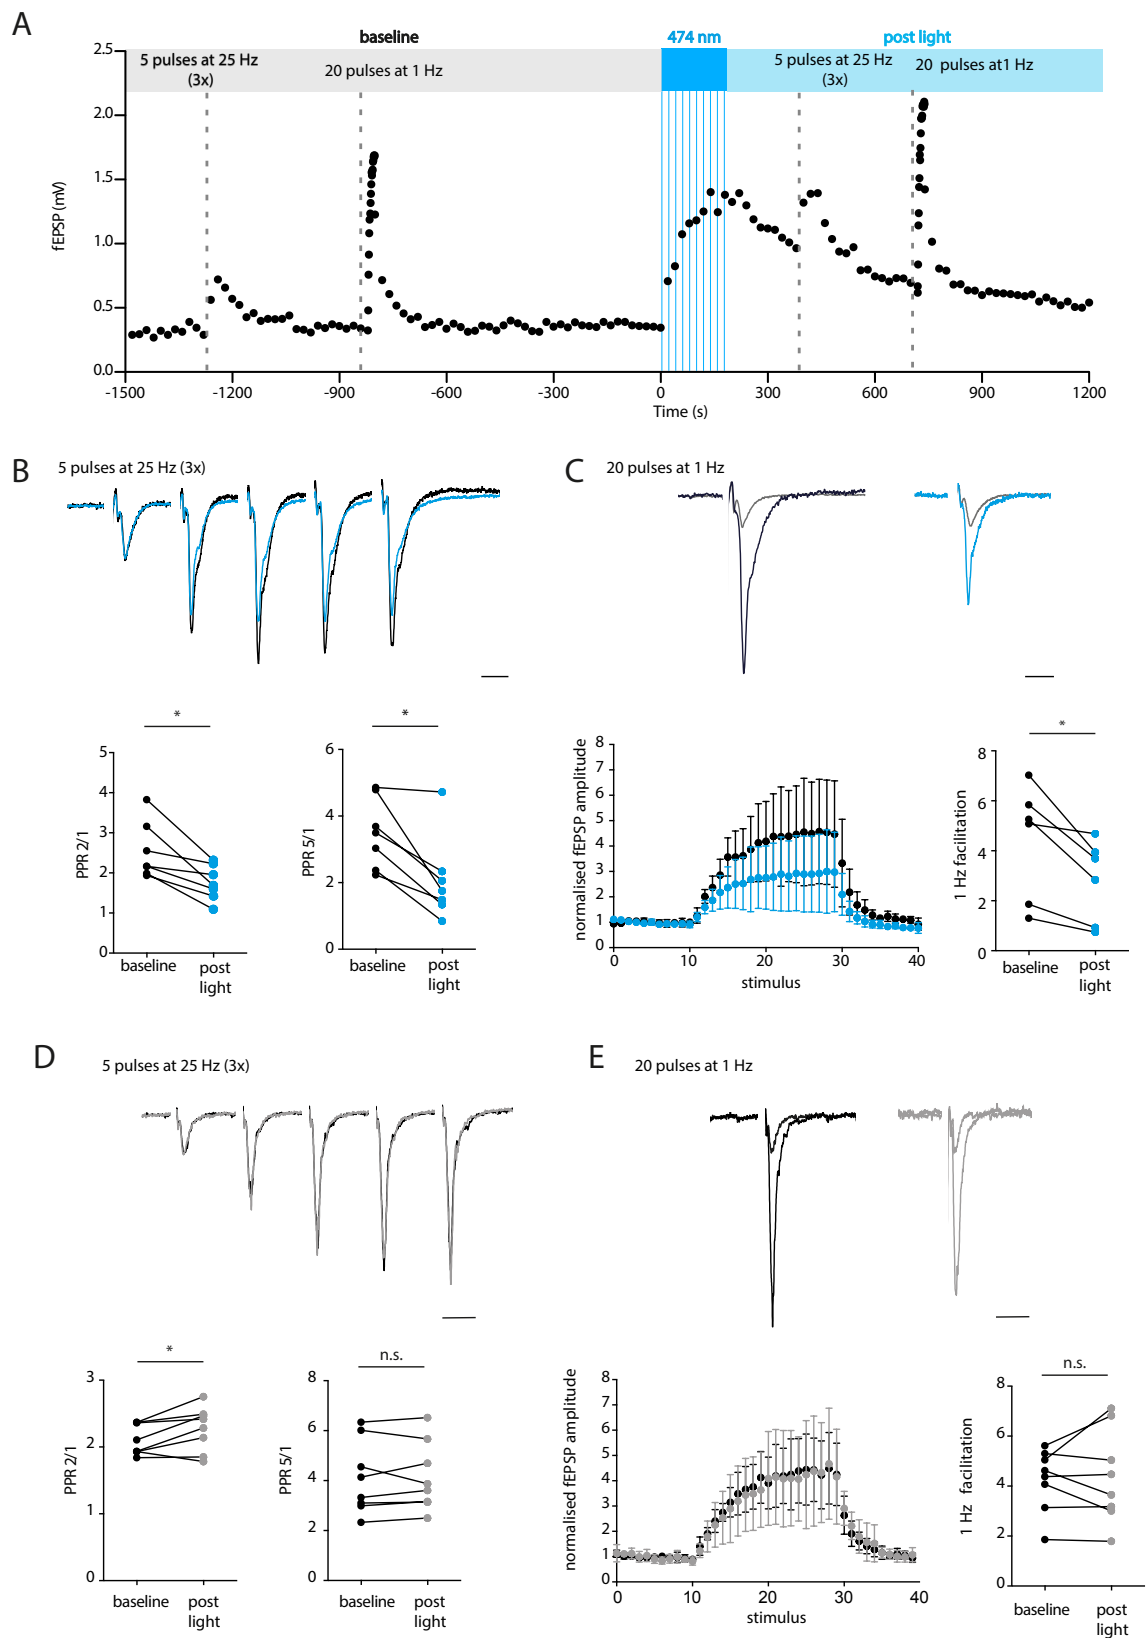 A
baseline
474 nm
post light
5 pulses at 25 Hz
(3x)
20 pulses at 1 Hz
5 pulses at 25 Hz
(3x)
20 pulses at1 Hz
fEPSP (mV)
2.5
2.0
1.5
1.0
0.5
0.0
-1500 -1200 -900 -600 -300 0 300 600 900 1200
Time (s)
B
5 pulses at 25 Hz (3x)
C
20 pulses at 1 Hz
*
PPR 2/1
5
4
3
2
1
0
baseline post
light
*
PPR 5/1
6
4
2
0
baseline post
light
normalised fEPSP amplitude
8
7
6
5
4
3
2
1
0
0 10 20 30 40
stimulus
*
1 Hz facilitation
8
6
4
2
0
baseline post
light
D
5 pulses at 25 Hz (3x)
E
20 pulses at 1 Hz
*
PPR 2/1
3
2
1
0
baseline post
light
n.s.
PPR 5/1
8
6
4
2
0
baseline post
light
normalised fEPSP amplitude
8
7
6
5
4
3
2
1
0
0 10 20 30 40
stimulus
n.s.
1 Hz facilitation
8
6
4
2
0
baseline post
light